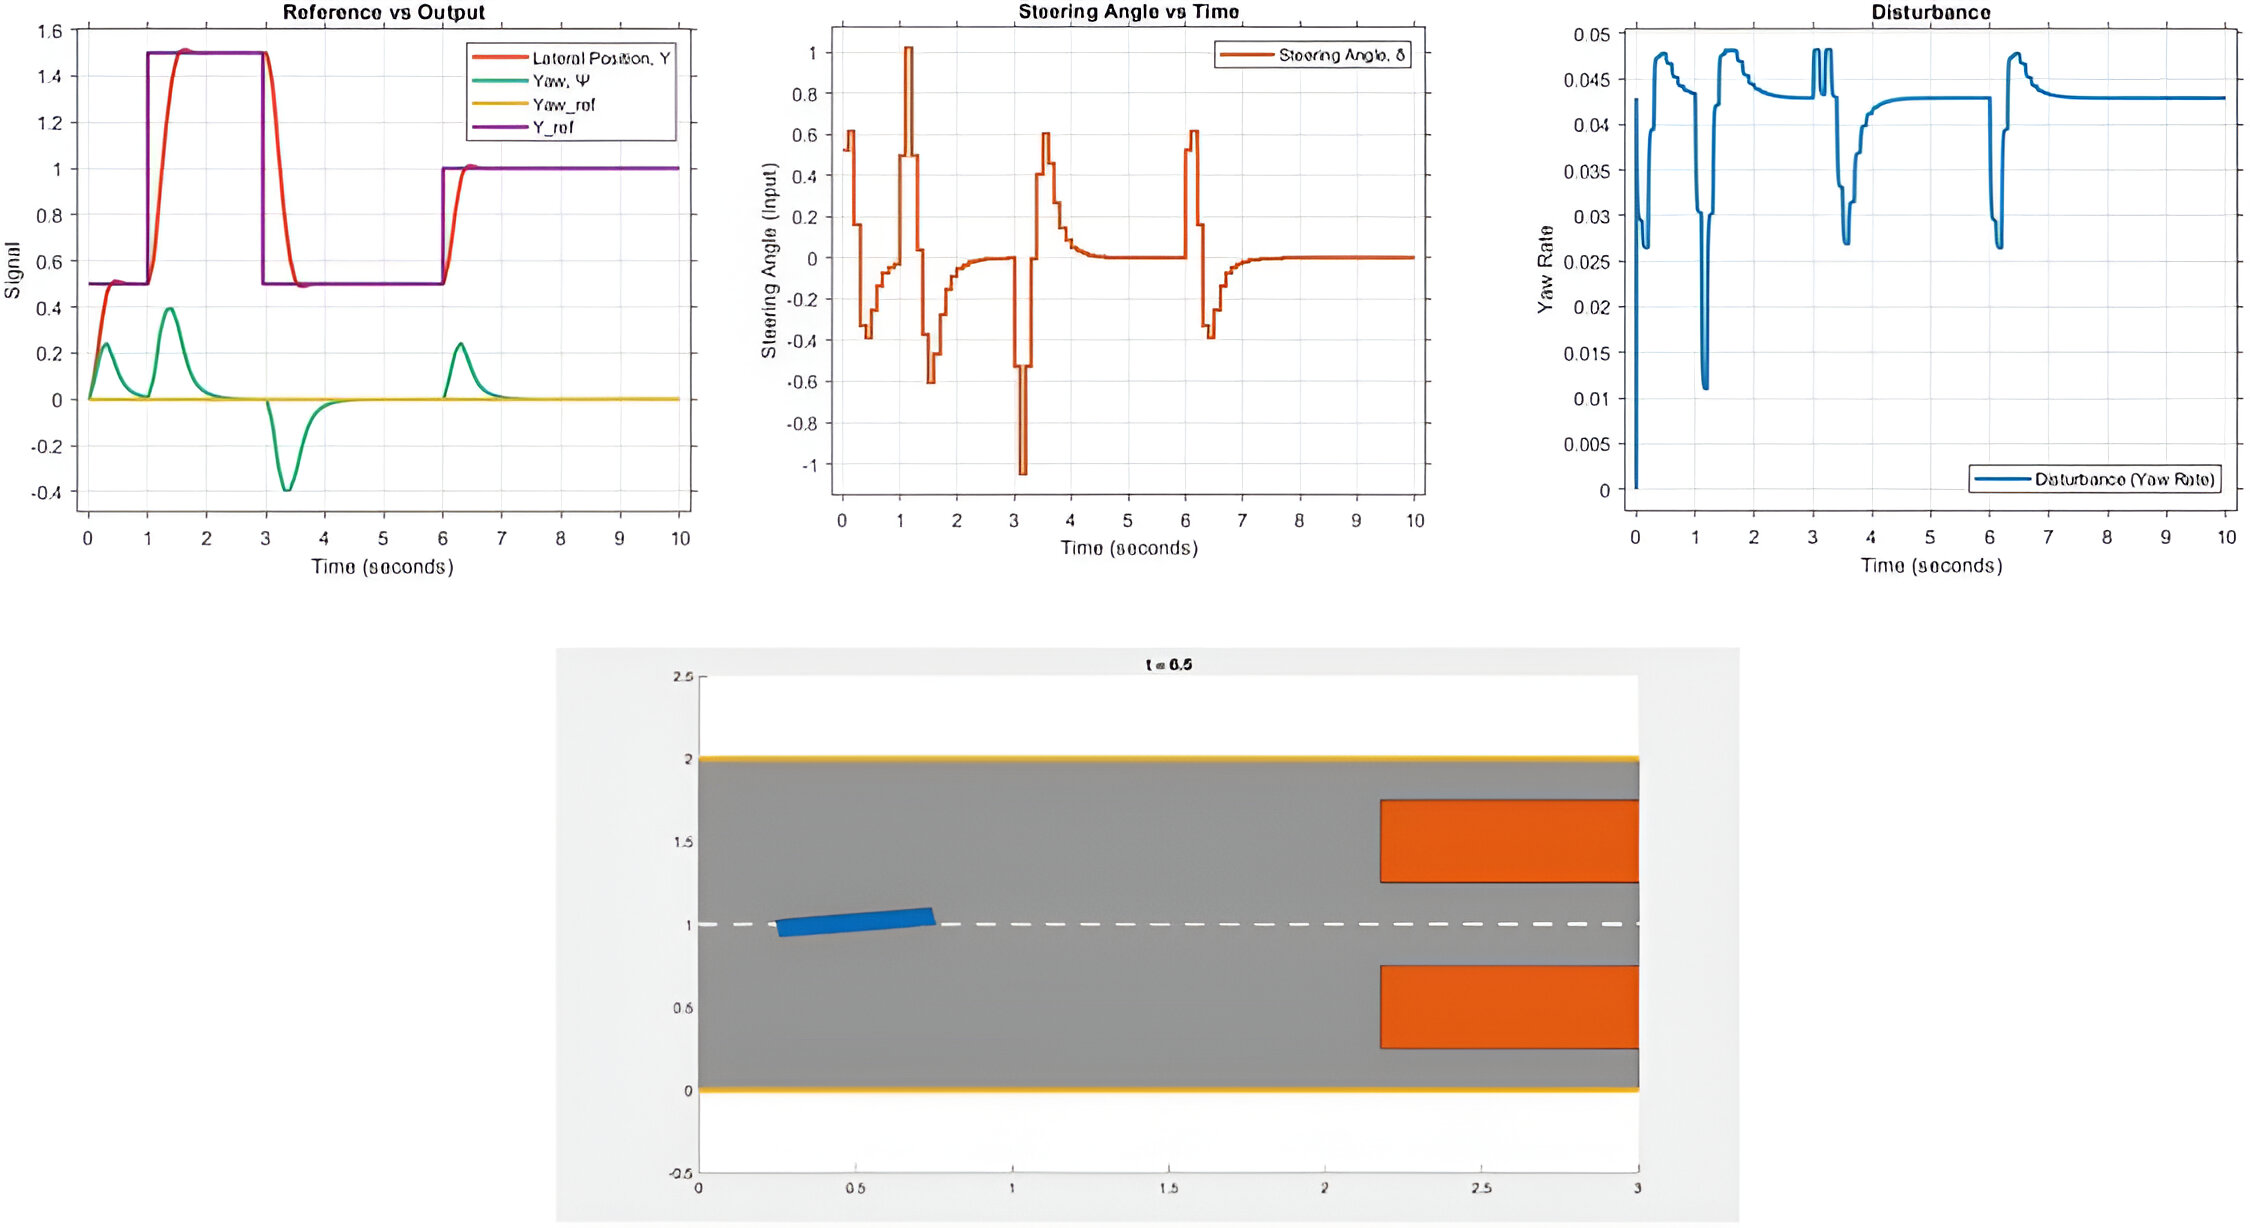 Reference vs Output
1.6
1.4
1.2
1
0.8
0.6
0.4
0.2
0
-0.2
-0.4
Signal
Lateral Position, Y
Yaw, Ψ
Yaw_ref
Y_ref
0 1 2 3 4 5 6 7 8 9 10
Time (seconds)
Steering Angle vs Time
1
0.8
0.6
0.4
0.2
0
-0.2
-0.4
-0.6
-0.8
-1
Steering Angle (Input)
Steering Angle, δ
0 1 2 3 4 5 6 7 8 9 10
Time (seconds)
Disturbance
0.05
0.045
0.04
0.035
0.03
0.025
0.02
0.015
0.01
0.005
0
Yaw Rate
Disturbance (Yaw Rate)
0 1 2 3 4 5 6 7 8 9 10
Time (seconds)
t = 6.5
2.5
2
1.5
1
0.5
0
-0.5
0 0.5 1 1.5 2 2.5 3